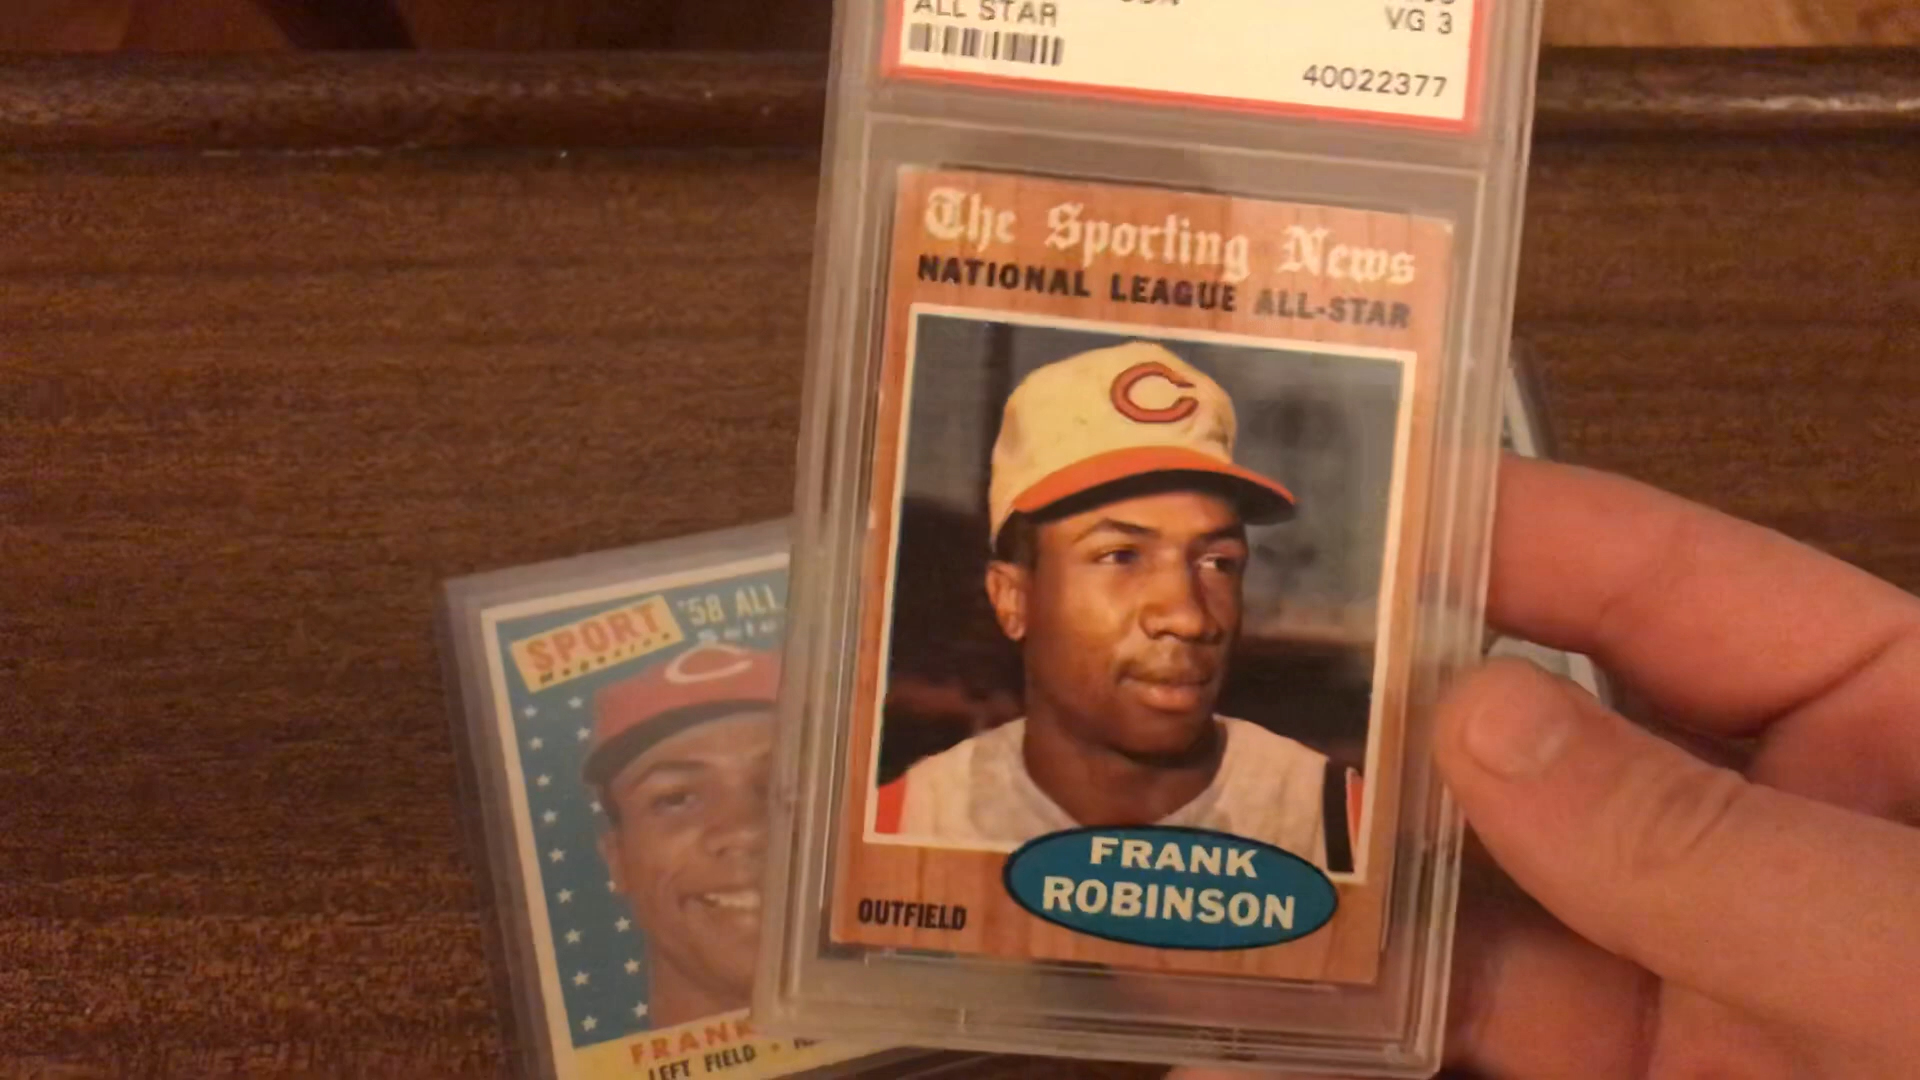 ALL STAR
VG 3
40022377
The Sporting News
NATIONAL LEAGUE ALL-STAR
C
FRANK
ROBINSON
OUTFIELD
SPORT
'58 ALL
FRANK
LEFT FIELD